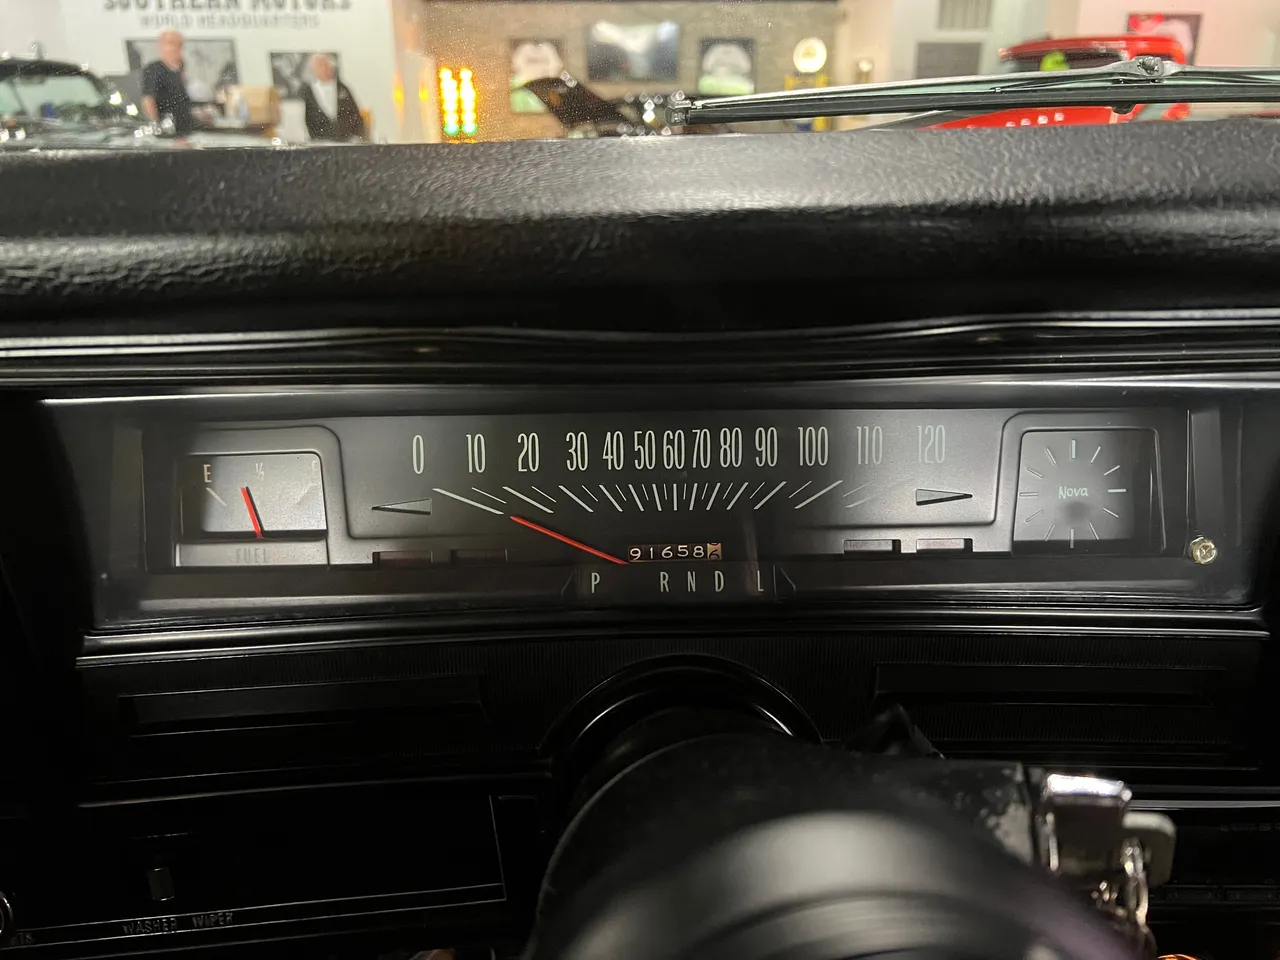 SOUTHERN MOTORS
WORLD HEADQUARTERS
0 10 20 30 40 50 60 70 80 90 100 110 120
E ½
Nova
FUEL
91658
P R N D L
WASHER WIPER